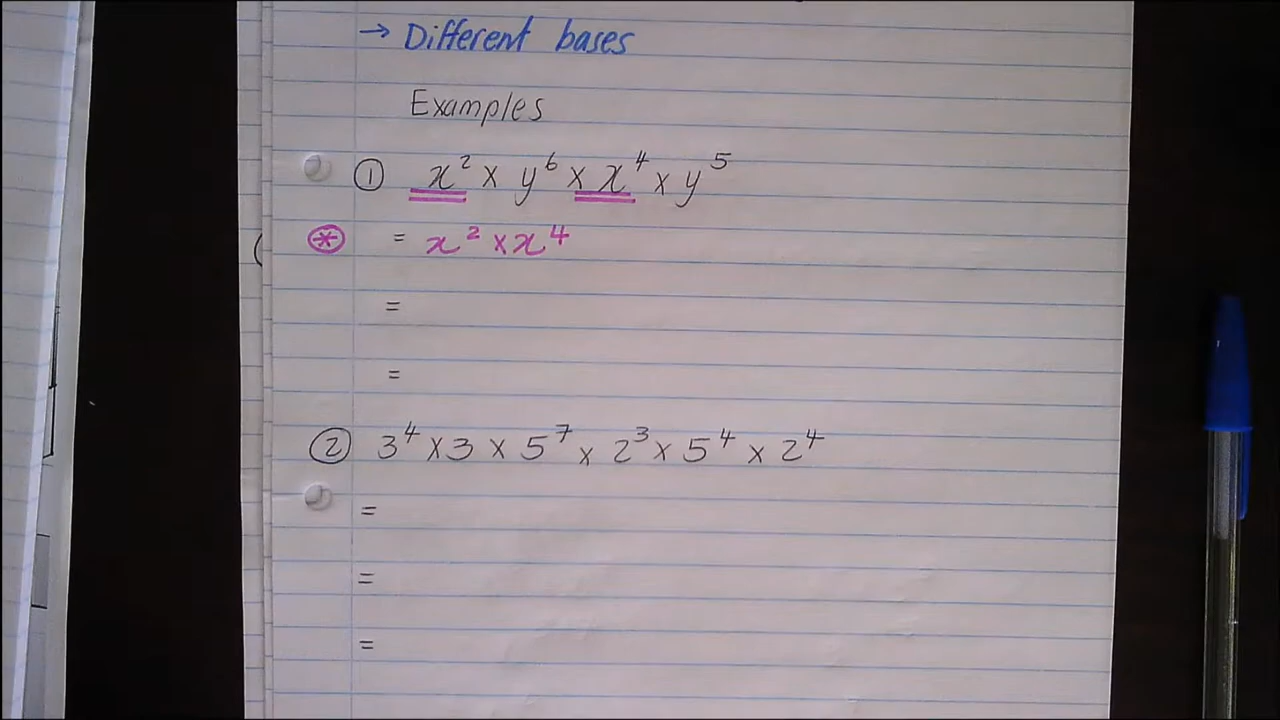 → Different bases
Examples
① x² x y⁶ x x⁴ x y⁵
⊛ = x² x x⁴
=
=
② 3⁴ x 3 x 5⁷ x 2³ x 5⁴ x 2⁴
=
=
=